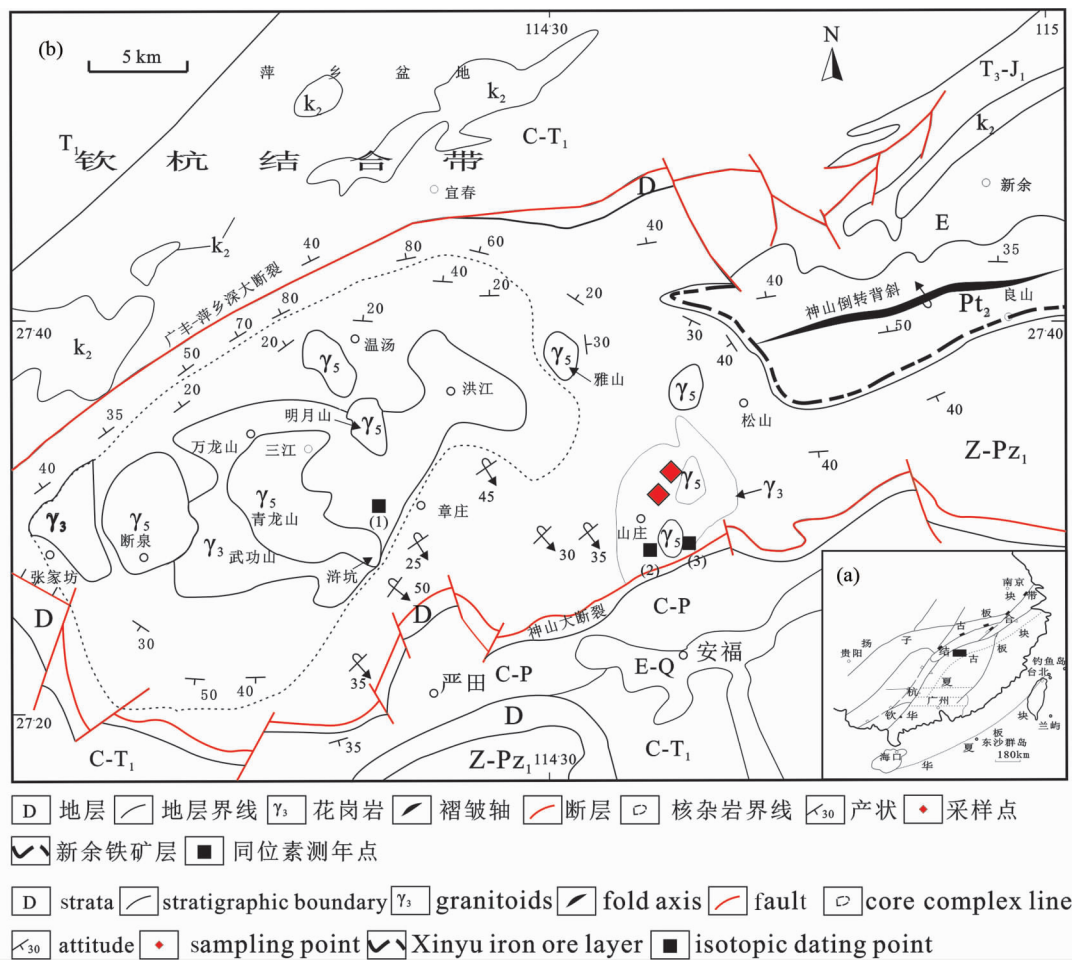 (b)
114°30
115
5 km
N
萍 乡 盆 地
k₂
k₂
T₃-J₁
k₂
T₁
C-T₁
钦 杭 结 合 带
宜春
D
新余
E
k₂
广丰-萍乡深大断裂
40
80
60
40
35
神山倒转背斜
Pt₂
良山
27°40
27°40
k₂
80
70
50
20
20
20
40
20
30
40
30
40
50
温汤
γ₅
γ₅
雅山
γ₅
洪江
明月山
γ₅
松山
40
35
万龙山
三江
Z-Pz₁
40
40
γ₃
γ₅
断泉
γ₅
青龙山
γ₃
武功山
(1)
章庄
45
γ₅
γ₃
山庄
γ₅
(2)
(3)
张家坊
浒坑
25
50
30
35
D
D
神山大断裂
C-P
30
C-P
E-Q
安福
35
严田
50
40
27°20
35
D
C-T₁
Z-Pz₁
114°30
C-T₁
(a)
南京
扬 子 古 板 块
结 合 带
贵阳
钦 杭
华 夏 古 板 块
广州
钓鱼岛
台北
兰屿
东沙群岛
海口
华 夏 板 块
180km
D 地层 地层界线 γ₃ 花岗岩 褶皱轴 断层 核杂岩界线 30 产状 采样点
新余铁矿层 同位素测年点
D strata stratigraphic boundary γ₃ granitoids fold axis fault core complex line
30 attitude sampling point Xinyu iron ore layer isotopic dating point